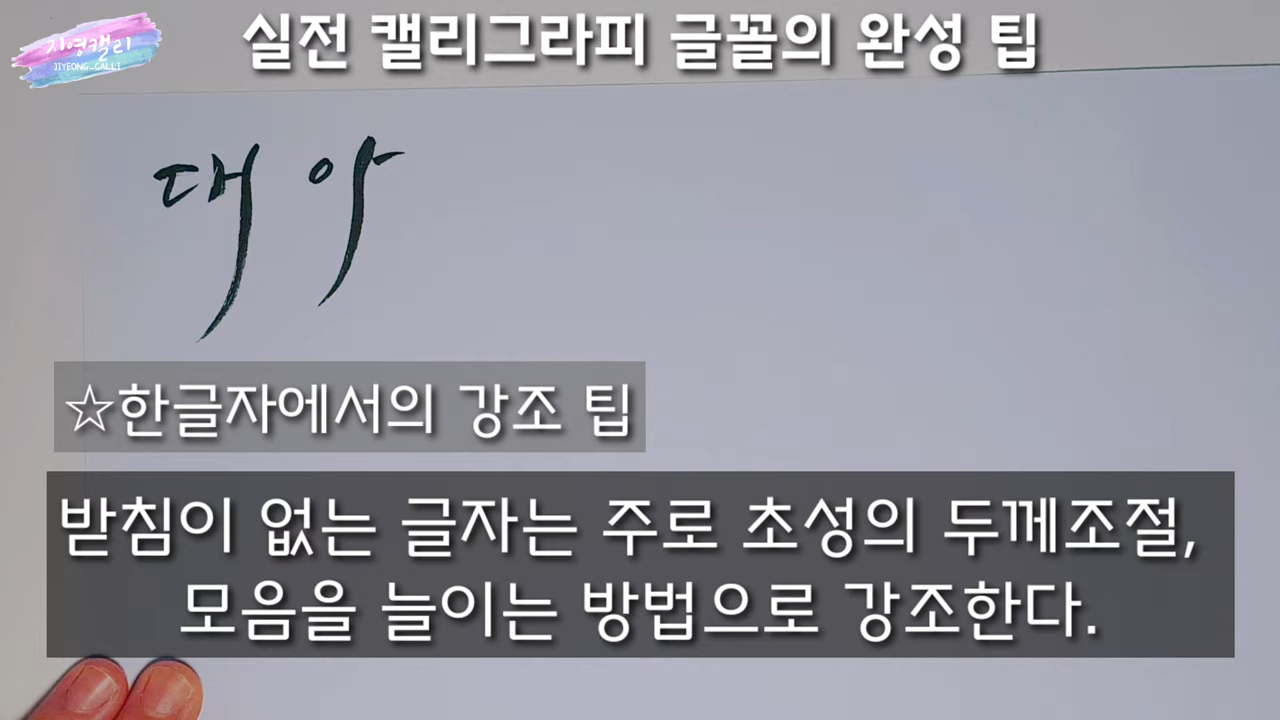 지영캘리
JIYEONG_CALLI
실전 캘리그라피 글꼴의 완성 팁
대 아
☆한글자에서의 강조 팁
받침이 없는 글자는 주로 초성의 두께조절,
모음을 늘이는 방법으로 강조한다.